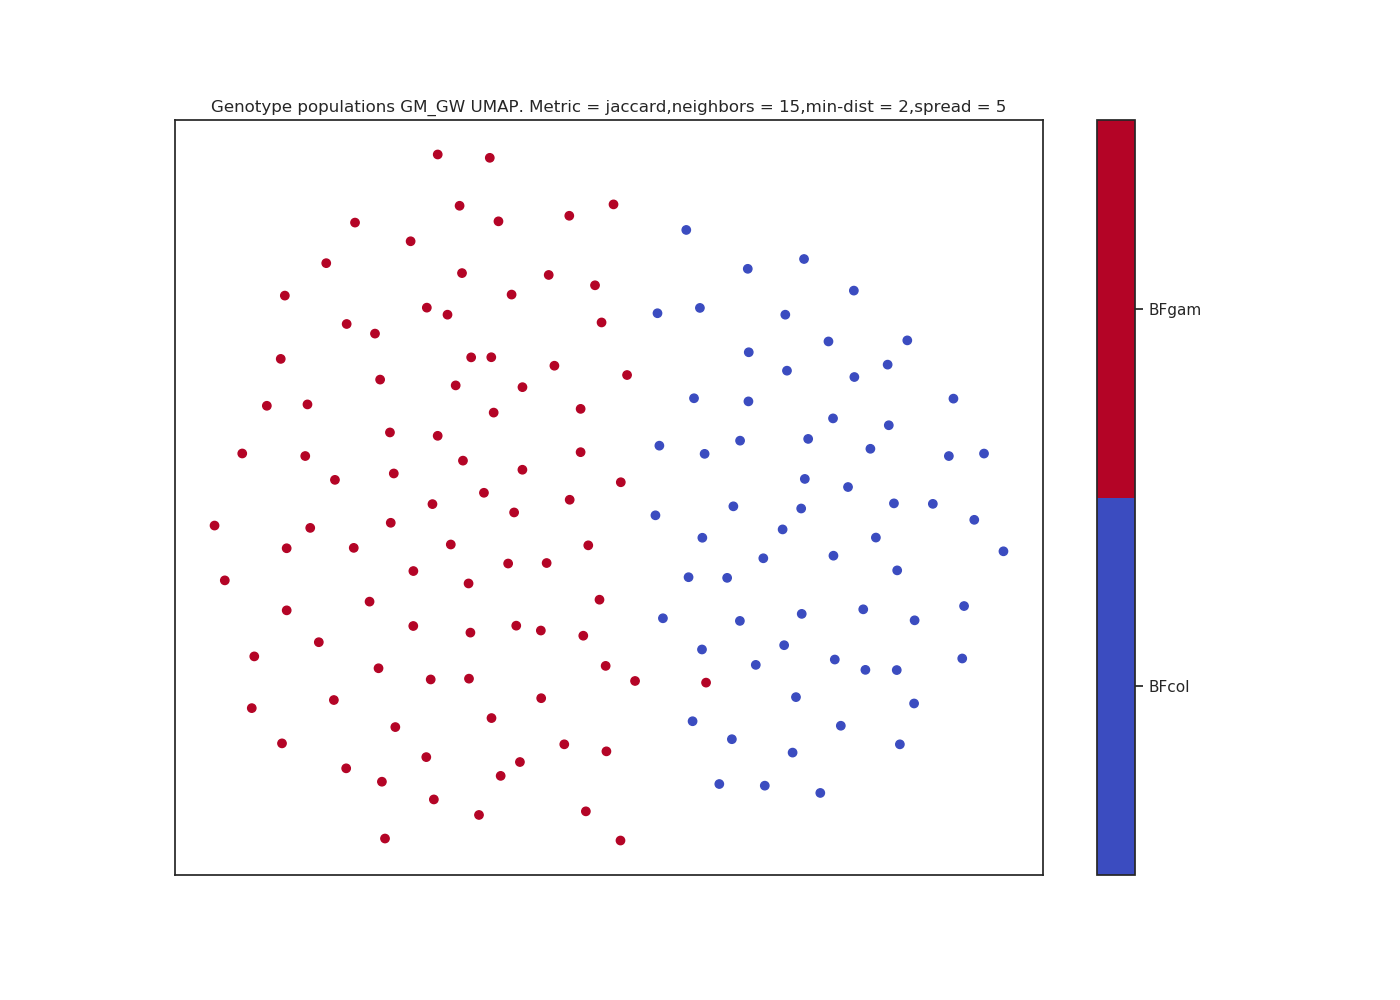 Genotype populations GM_GW UMAP. Metric = jaccard,neighbors = 15,min-dist = 2,spread = 5
BFgam
BFcol